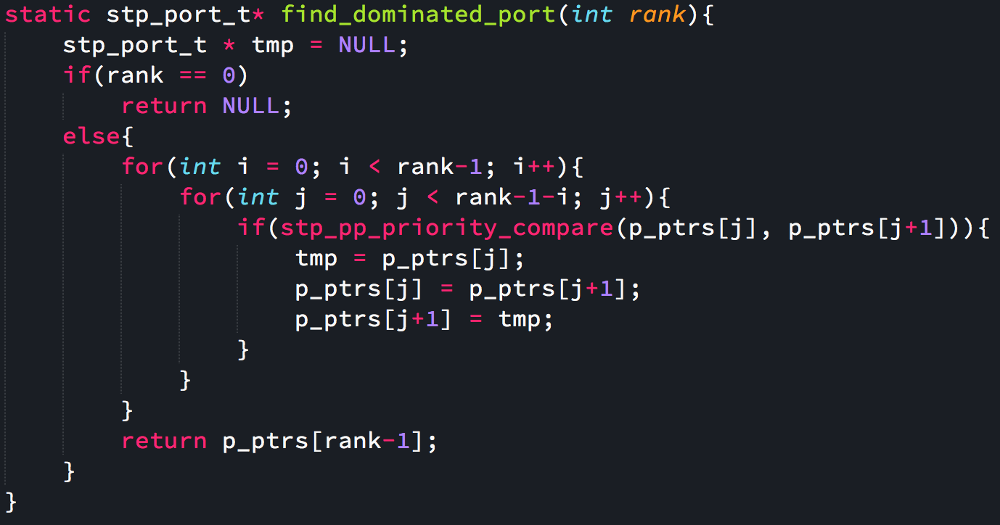 static stp_port_t* find_dominated_port(int rank){
    stp_port_t * tmp = NULL;
    if(rank == 0)
        return NULL;
    else{
        for(int i = 0; i < rank-1; i++){
            for(int j = 0; j < rank-1-i; j++){
                if(stp_pp_priority_compare(p_ptrs[j], p_ptrs[j+1])){
                    tmp = p_ptrs[j];
                    p_ptrs[j] = p_ptrs[j+1];
                    p_ptrs[j+1] = tmp;
                }
            }
        }
        return p_ptrs[rank-1];
    }
}